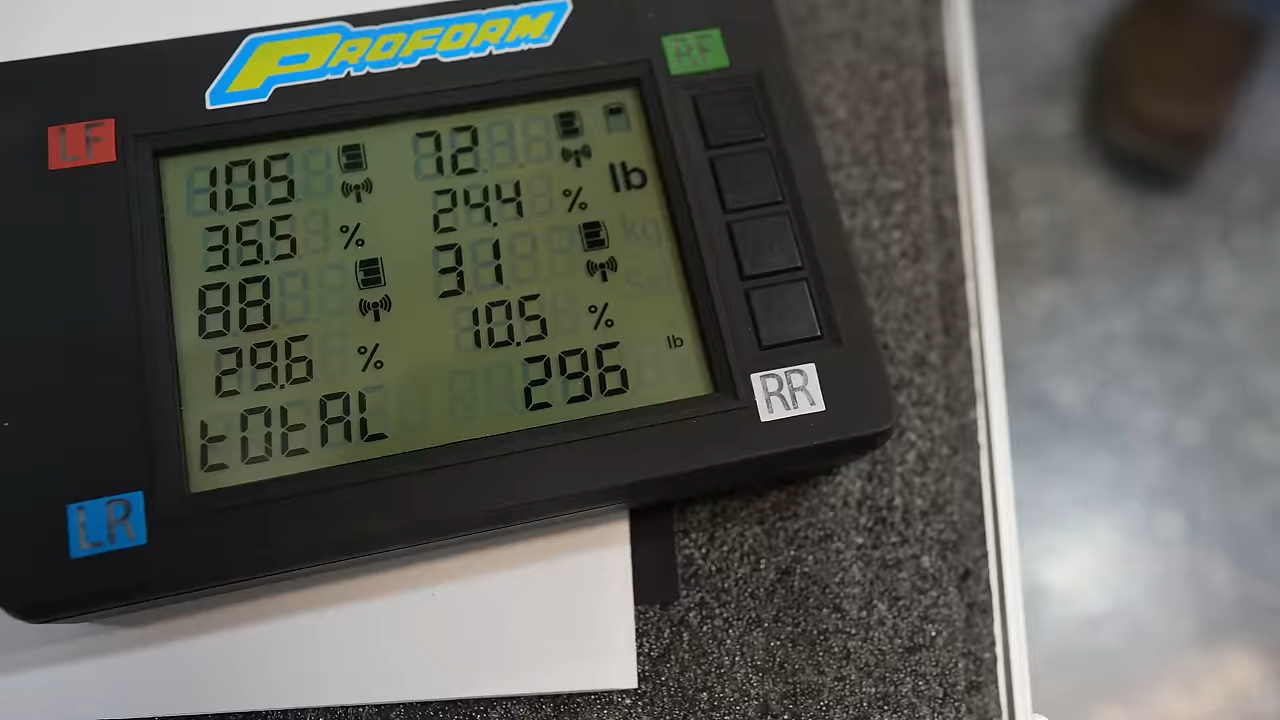 PROFORM
RF
LF
105 72
lb
36.5 % 24.4 %
88 31
29.6 % 10.5 %
lb
totAL 296
RR
LR